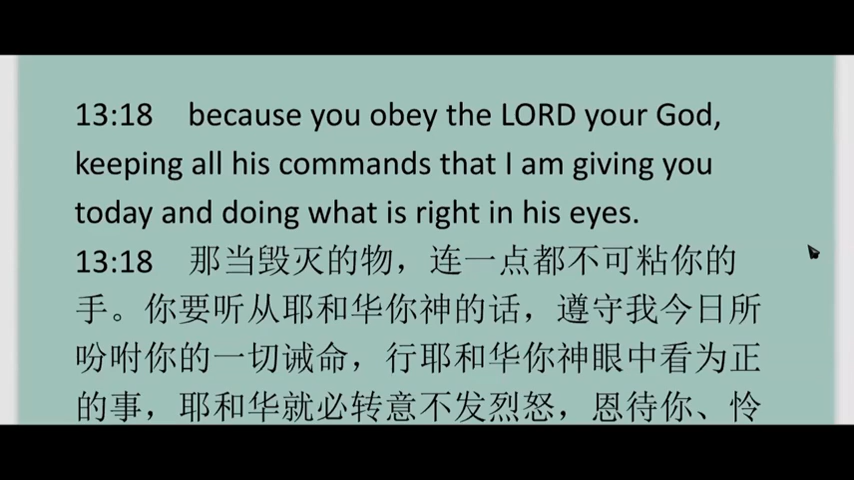 13:18 because you obey the LORD your God,
keeping all his commands that I am giving you
today and doing what is right in his eyes.
13:18 那当毁灭的物，连一点都不可粘你的
手。你要听从耶和华你神的话，遵守我今日所
吩咐你的一切诫命，行耶和华你神眼中看为正
的事，耶和华就必转意不发烈怒，恩待你、怜